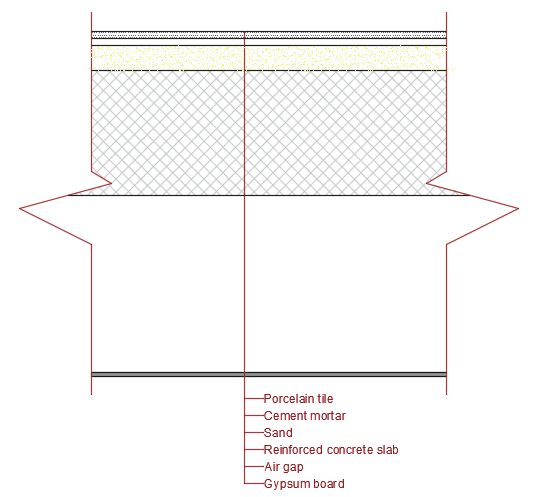 Porcelain tile
Cement mortar
Sand
Reinforced concrete slab
Air gap
Gypsum board